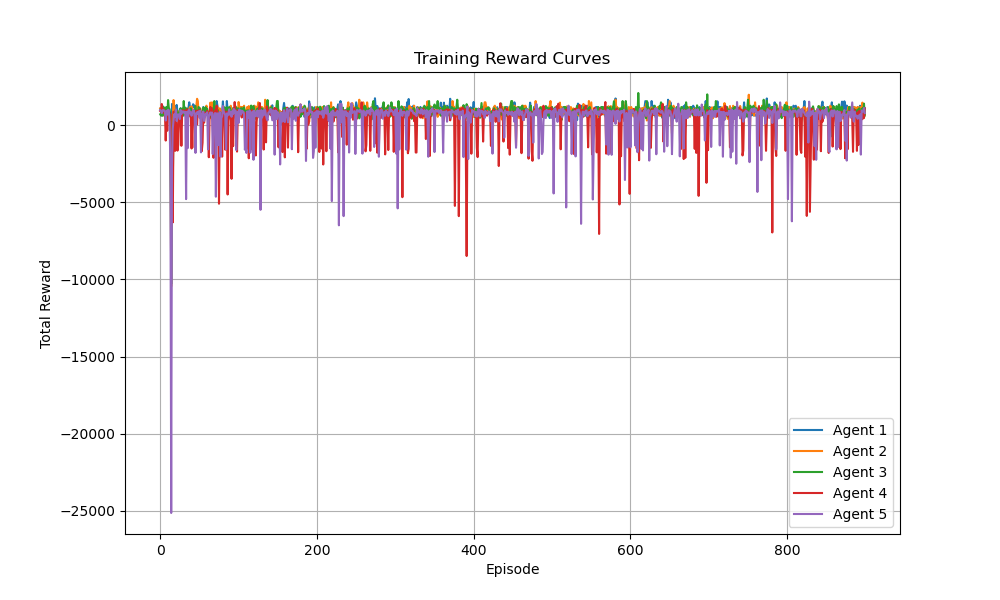 Training Reward Curves
Total Reward
0
−5000
−10000
−15000
−20000
−25000
0 200 400 600 800
Episode
Agent 1
Agent 2
Agent 3
Agent 4
Agent 5